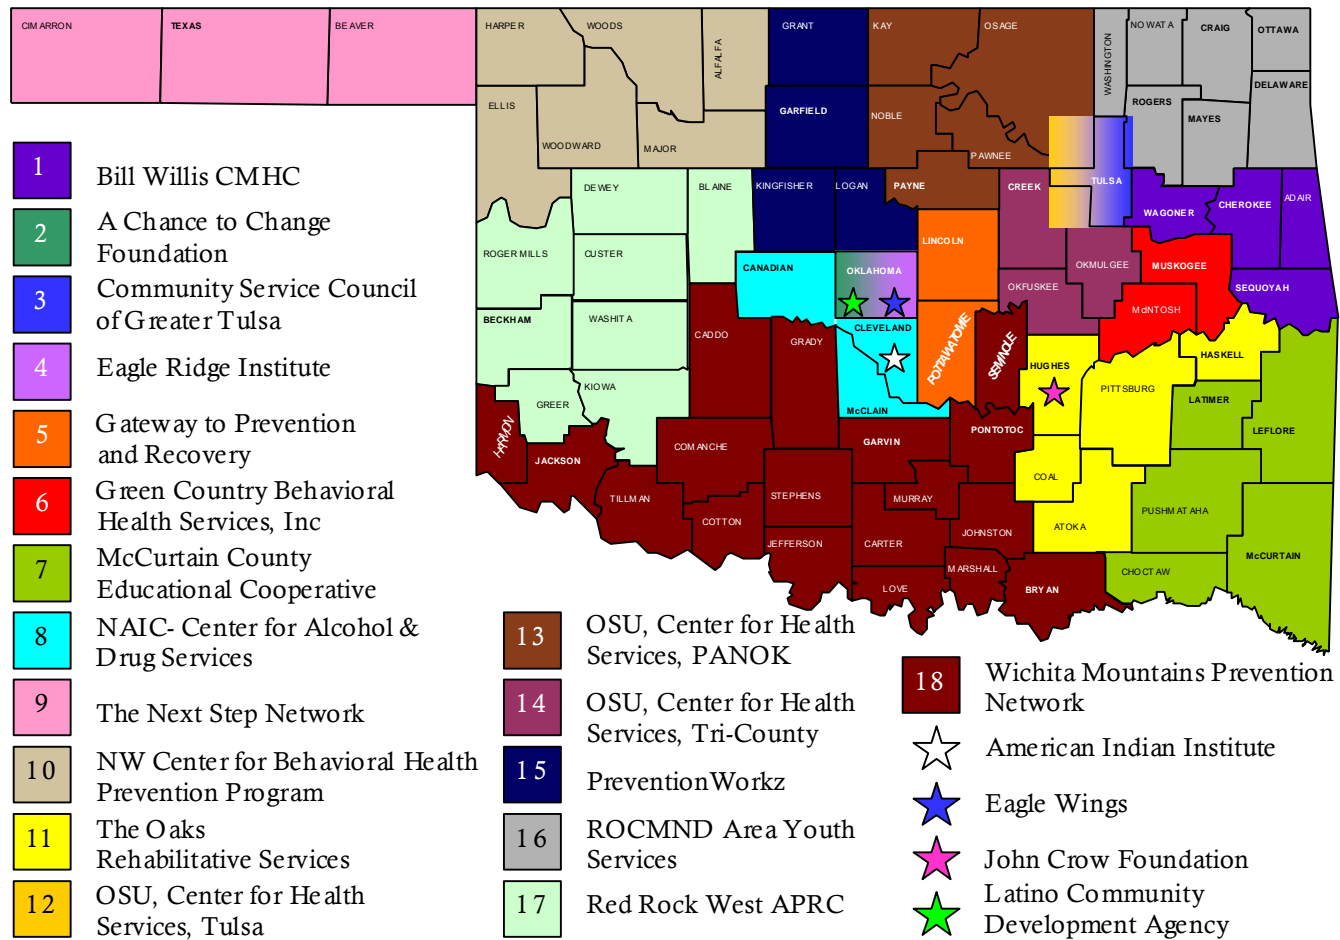 CIMARRON
TEXAS
BEAVER
HARPER
WOODS
ALFALFA
GRANT
KAY
OSAGE
WASHINGTON
NOWATA
CRAIG
OTTAWA
DELAWARE
ELLIS
WOODWARD
MAJOR
GARFIELD
NOBLE
PAWNEE
ROGERS
MAYES
DEWEY
BLAINE
KINGFISHER
LOGAN
PAYNE
CREEK
TULSA
WAGONER
CHEROKEE
ADAIR
ROGER MILLS
CUSTER
CANADIAN
OKLAHOMA
LINCOLN
OKFUSKEE
OKMULGEE
MUSKOGEE
SEQUOYAH
BECKHAM
WASHITA
CADDO
GRADY
CLEVELAND
POTTAWATOME
SEMINOLE
HUGHES
McINTOSH
HASKELL
PITTSBURG
LATIMER
LEFLORE
GREER
KIOWA
HARMON
JACKSON
COMANCHE
McCLAIN
GARVIN
PONTOTOC
COAL
TILLMAN
COTTON
STEPHENS
MURRAY
JOHNSTON
ATOKA
PUSHMATAHA
McCURTAIN
JEFFERSON
CARTER
LOVE
MARSHALL
BRYAN
CHOCTAW
1 Bill Willis CMHC
2 A Chance to Change
Foundation
3 Community Service Council
of Greater Tulsa
4 Eagle Ridge Institute
5 Gateway to Prevention
and Recovery
6 Green Country Behavioral
Health Services, Inc
7 McCurtain County
Educational Cooperative
8 NAIC- Center for Alcohol &
Drug Services
9 The Next Step Network
10 NW Center for Behavioral Health
Prevention Program
11 The Oaks
Rehabilitative Services
12 OSU, Center for Health
Services, Tulsa
13 OSU, Center for Health
Services, PANOK
14 OSU, Center for Health
Services, Tri-County
15 PreventionWorkz
16 ROCMND Area Youth
Services
17 Red Rock West APRC
18 Wichita Mountains Prevention
Network
American Indian Institute
Eagle Wings
John Crow Foundation
Latino Community
Development Agency